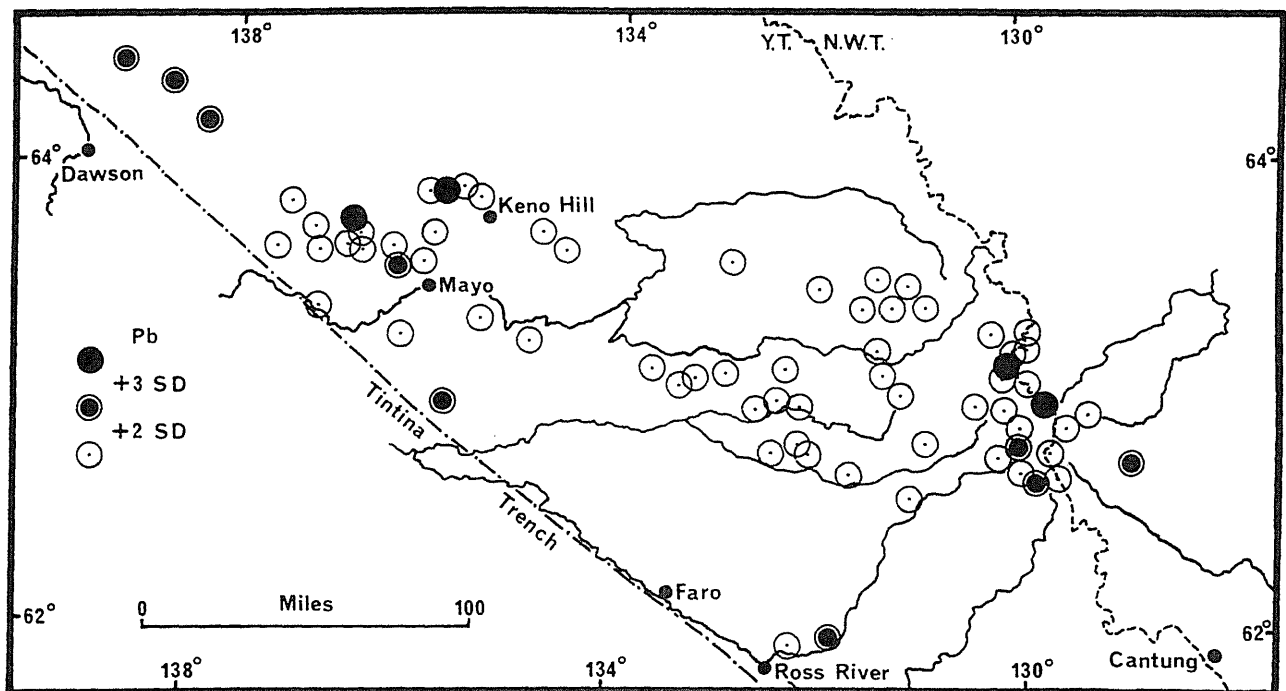 138° 134° 130°
Y.T. N.W.T.
64° 64°
Dawson
Keno Hill
Mayo
Pb
+3 SD
+2 SD
Tintina
Trench
Faro
62° 62°
0 Miles 100
Ross River
Cantung
138° 134° 130°